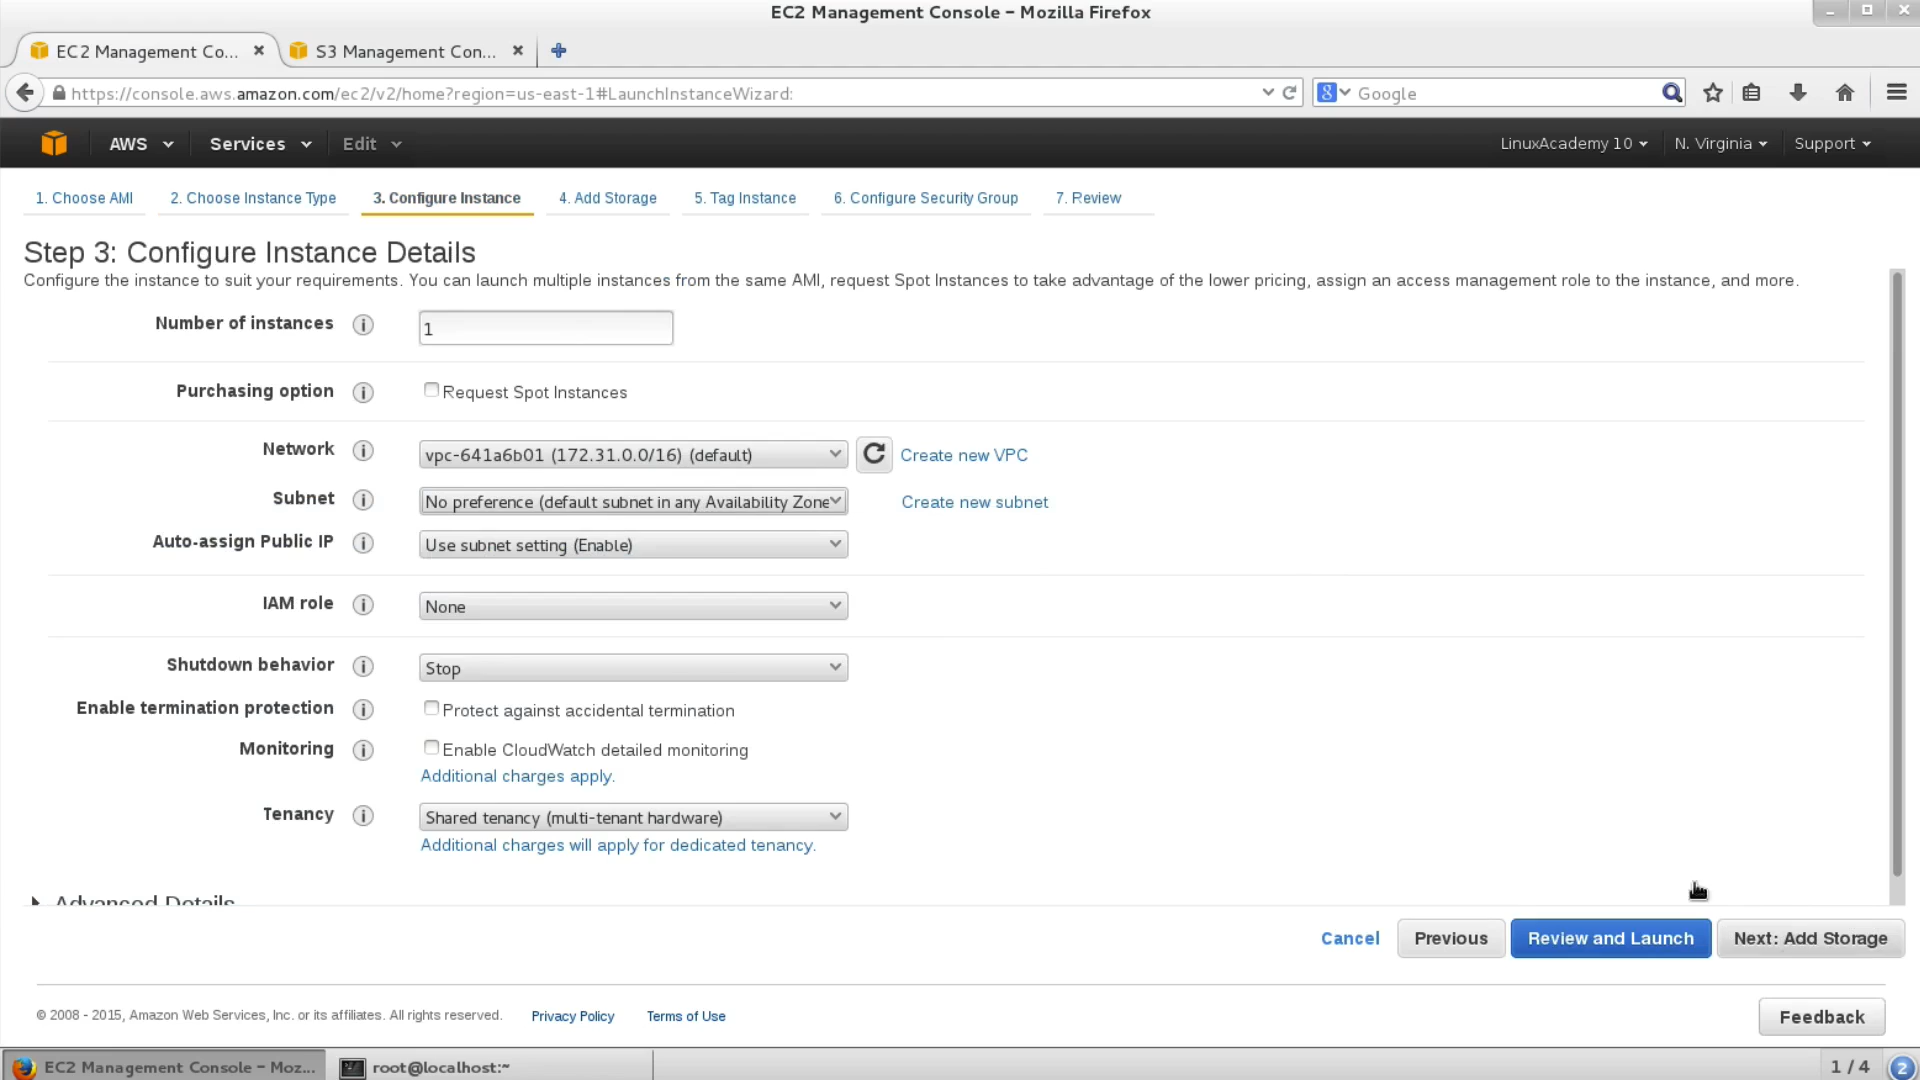 EC2 Management Console - Mozilla Firefox
EC2 Management Co...
S3 Management Con...
https://console.aws.amazon.com/ec2/v2/home?region=us-east-1#LaunchInstanceWizard:
8 Google
AWS Services Edit LinuxAcademy 10 N. Virginia Support
1. Choose AMI 2. Choose Instance Type 3. Configure Instance 4. Add Storage 5. Tag Instance 6. Configure Security Group 7. Review
Step 3: Configure Instance Details
Configure the instance to suit your requirements. You can launch multiple instances from the same AMI, request Spot Instances to take advantage of the lower pricing, assign an access management role to the instance, and more.
Number of instances i 1
Purchasing option i Request Spot Instances
Network i vpc-641a6b01 (172.31.0.0/16) (default) Create new VPC
Subnet i No preference (default subnet in any Availability Zone Create new subnet
Auto-assign Public IP i Use subnet setting (Enable)
IAM role i None
Shutdown behavior i Stop
Enable termination protection i Protect against accidental termination
Monitoring i Enable CloudWatch detailed monitoring
Additional charges apply.
Tenancy i Shared tenancy (multi-tenant hardware)
Additional charges will apply for dedicated tenancy.
Advanced Details
Cancel Previous Review and Launch Next: Add Storage
© 2008 - 2015, Amazon Web Services, Inc. or its affiliates. All rights reserved. Privacy Policy Terms of Use
Feedback
EC2 Management Console - Moz... root@localhost:~ 1 / 4 2